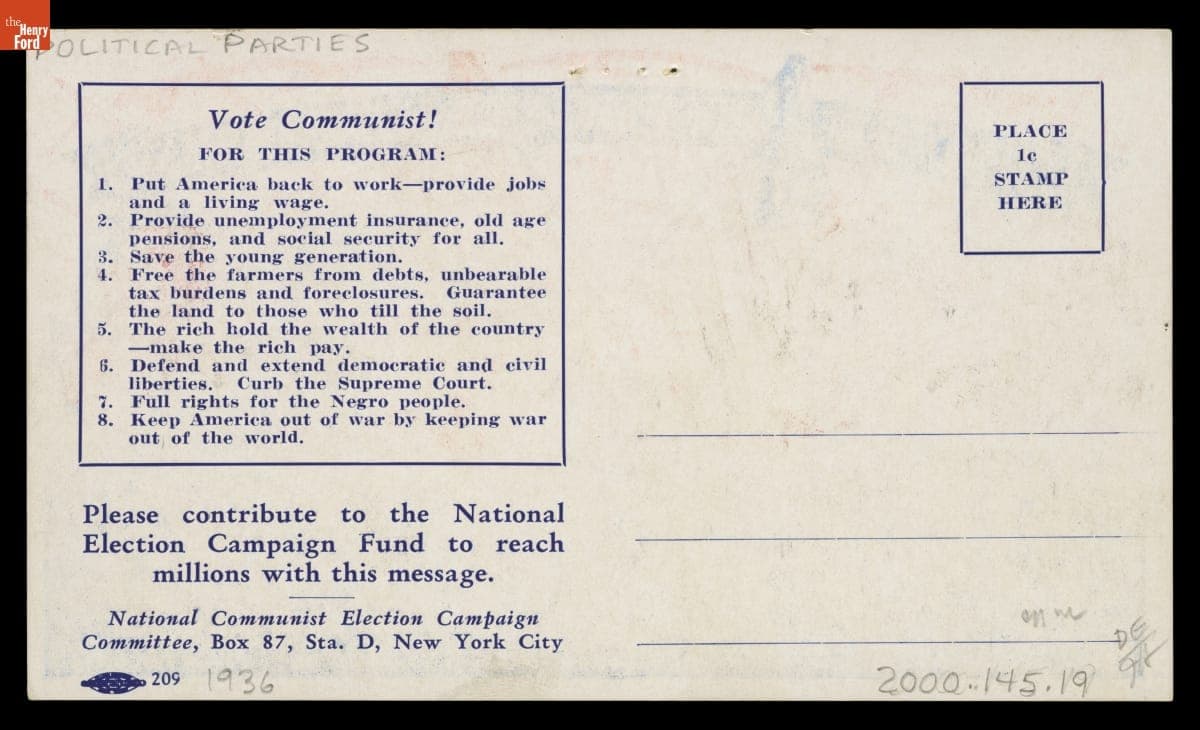 the
Henry
Ford
POLITICAL PARTIES
Vote Communist!
FOR THIS PROGRAM:
1. Put America back to work—provide jobs
and a living wage.
2. Provide unemployment insurance, old age
pensions, and social security for all.
3. Save the young generation.
4. Free the farmers from debts, unbearable
tax burdens and foreclosures. Guarantee
the land to those who till the soil.
5. The rich hold the wealth of the country
—make the rich pay.
6. Defend and extend democratic and civil
liberties. Curb the Supreme Court.
7. Full rights for the Negro people.
8. Keep America out of war by keeping war
out of the world.
Please contribute to the National
Election Campaign Fund to reach
millions with this message.
National Communist Election Campaign
Committee, Box 87, Sta. D, New York City
209 1936
PLACE
1c
STAMP
HERE
DE
2000.145.19